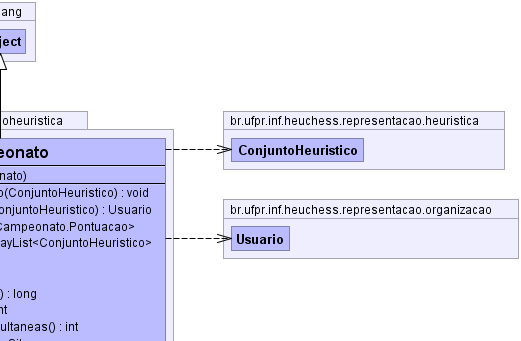 ang
ject
oheuristica
br.ufpr.inf.heuchess.representacao.heuristica
ConjuntoHeuristico
eonato
nato)
o(ConjuntoHeuristico) : void
onjuntoHeuristico) : Usuario
Campeonato.Pontuacao>
ayList<ConjuntoHeuristico>
br.ufpr.inf.heuchess.representacao.organizacao
Usuario
) : long
nt
ultaneas() : int